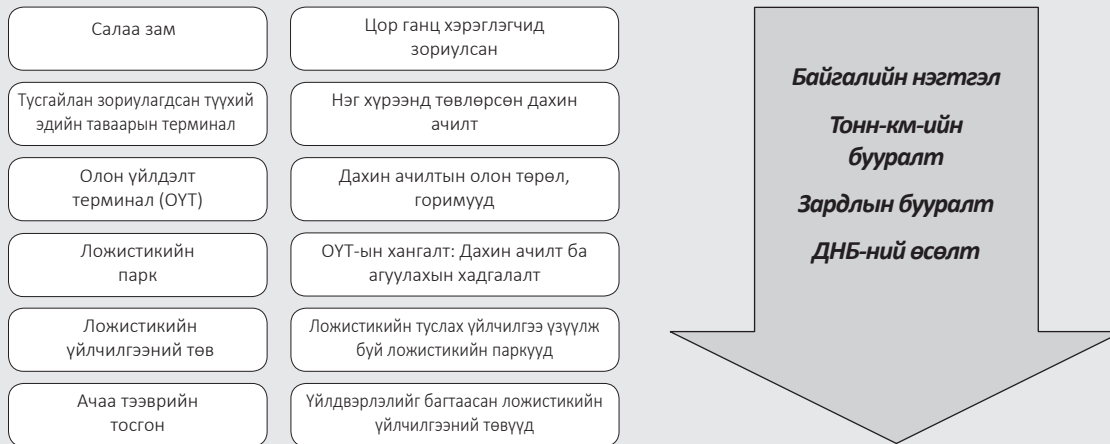 Салаа зам
Цор ганц хэрэглэгчид
зориулсан
Тусгайлан зориулагдсан түүхий
эдийн таваарын терминал
Нэг хүрээнд төвлөрсөн дахин
ачилт
Олон үйлдэлт
терминал (ОҮТ)
Дахин ачилтын олон төрөл,
горимууд
Ложистикийн
парк
ОҮТ-ын хангалт: Дахин ачилт ба
агуулахын хадгалалт
Ложистикийн
үйлчилгээний төв
Ложистикийн туслах үйлчилгээ үзүүлж
буй ложистикийн паркууд
Ачаа тээврийн
тосгон
Үйлдвэрлэлийг багтаасан ложистикийн
үйлчилгээний төвүүд
Байгалийн нэгтгэл
Тонн-км-ийн
бууралт
Зардлын бууралт
ДНБ-ний өсөлт